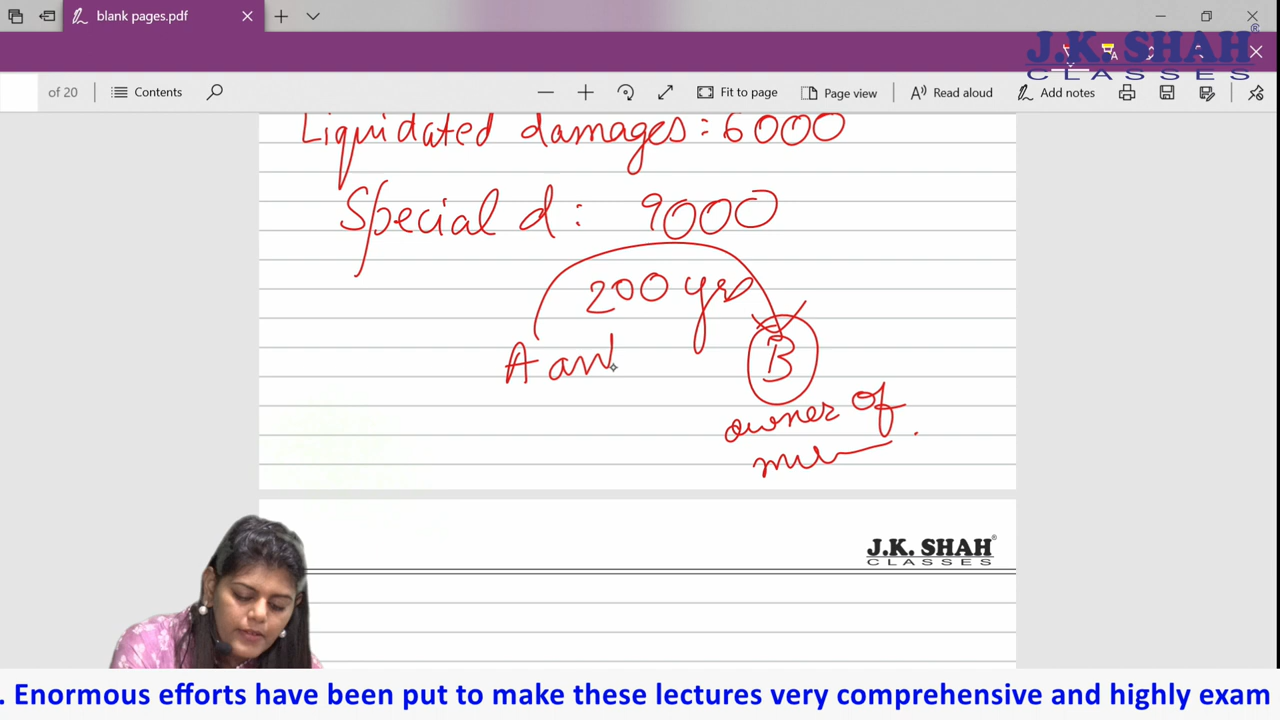 blank pages.pdf
J.K. SHAH®
CLASSES
of 20
Contents
Fit to page
Page view
Read aloud
Add notes
Liquidated damages: 6000
Special d: 9000
200 yrs
A
B
owner of
J.K. SHAH®
CLASSES
. Enormous efforts have been put to make these lectures very comprehensive and highly exam